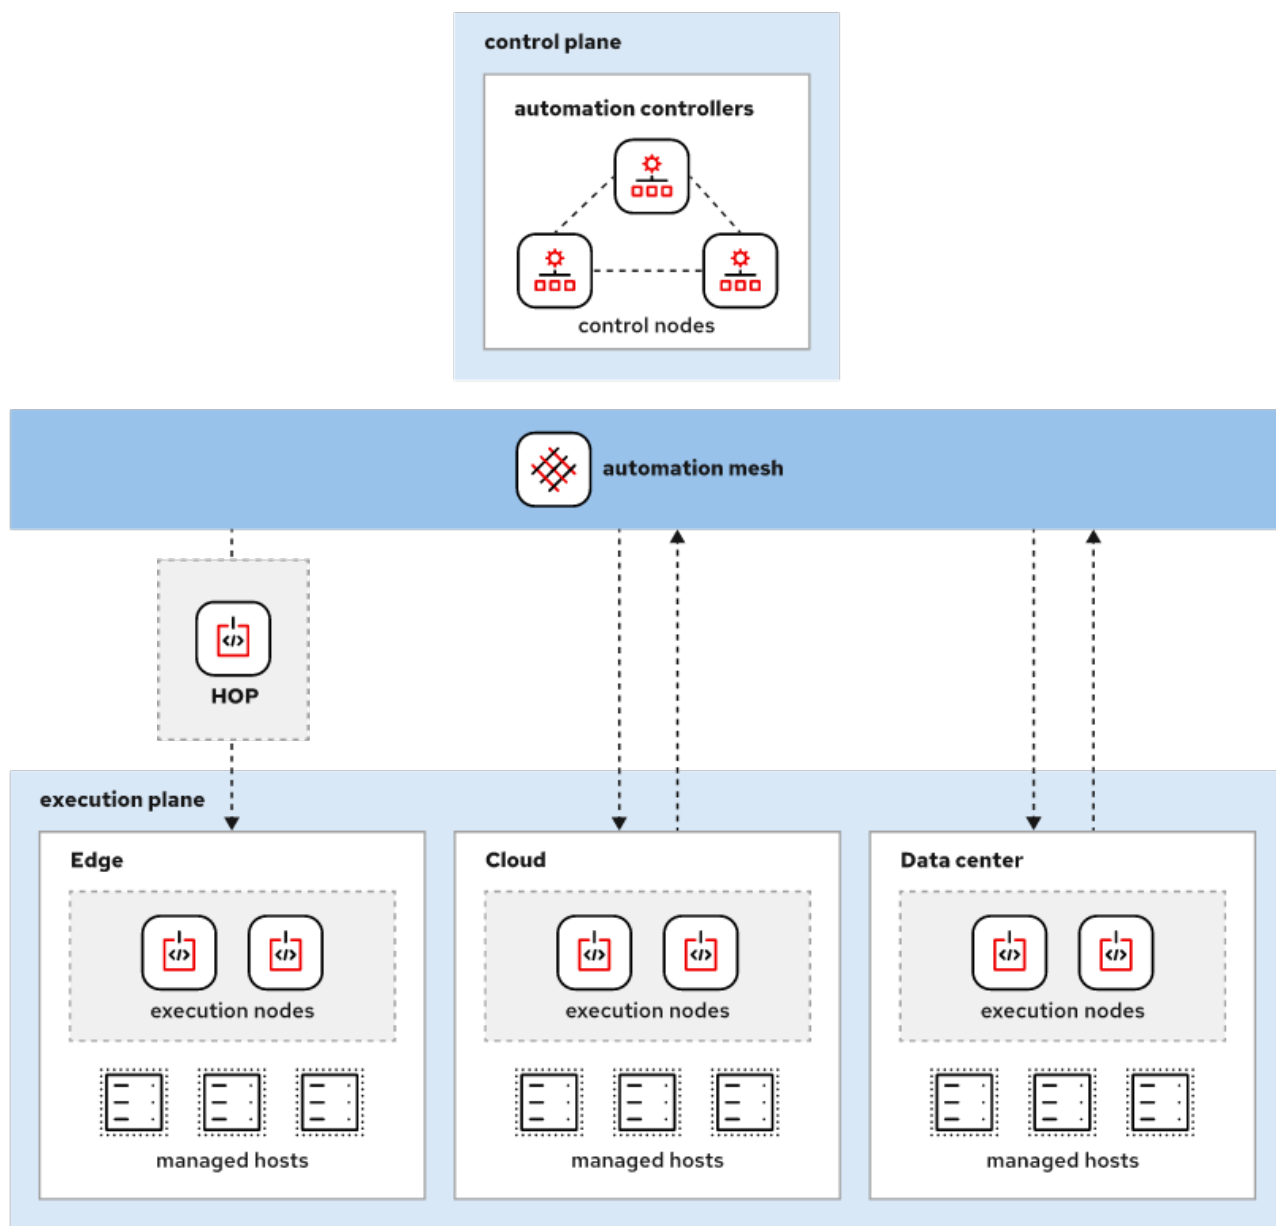 control plane
automation controllers
control nodes
automation mesh
</>
HOP
execution plane
Edge
</>
</>
execution nodes
managed hosts
Cloud
</>
</>
execution nodes
managed hosts
Data center
</>
</>
execution nodes
managed hosts